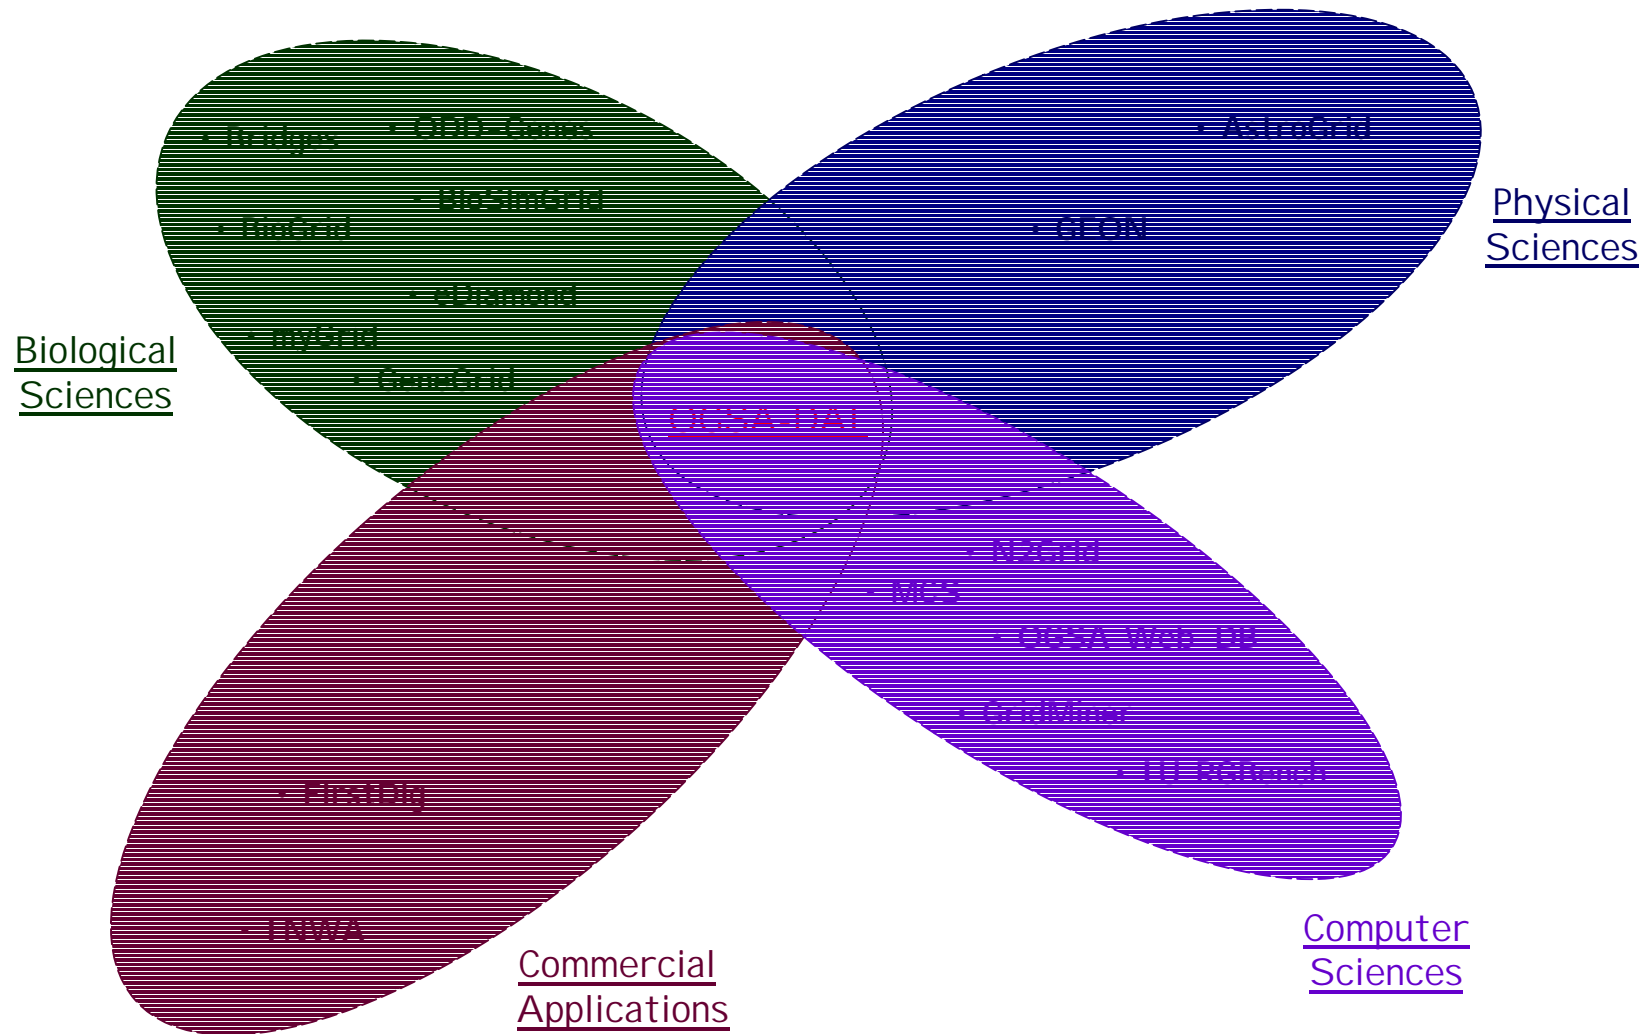 • Bridges
• ODD-Genes
• BioSimGrid
• BioGrid
• eDiamond
• myGrid
• GeneGrid
Biological
Sciences
• AstroGrid
• GEON
Physical
Sciences
OGSA-DAI
• N2Grid
• MCS
• OGSA Web DB
• GridMiner
• IU RGBench
Computer
Sciences
• FirstDig
• INWA
Commercial
Applications